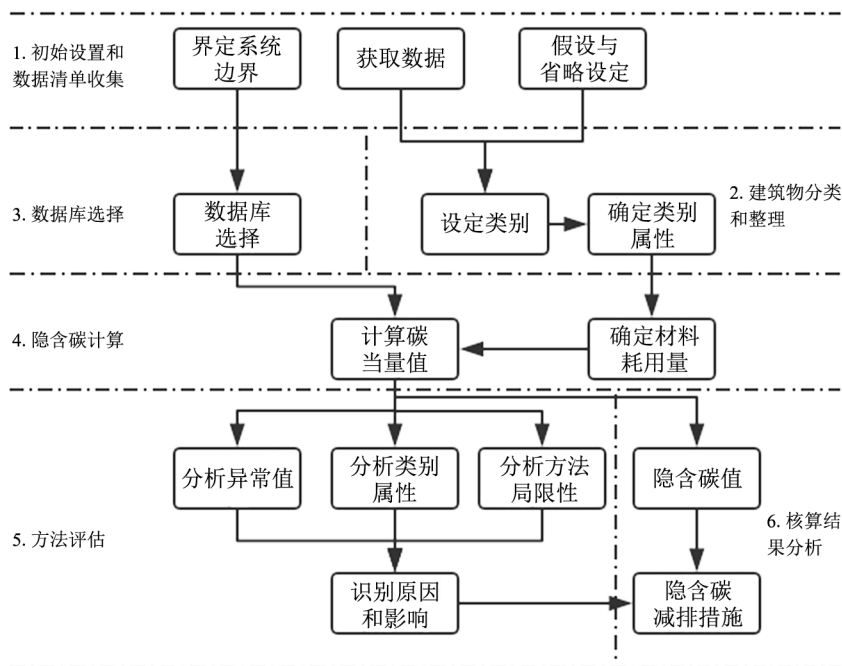 1. 初始设置和
数据清单收集
界定系统
边界
获取数据
假设与
省略设定
3. 数据库选择
数据库
选择
设定类别
确定类别
属性
2. 建筑物分类
和整理
4. 隐含碳计算
计算碳
当量值
确定材料
耗用量
5. 方法评估
分析异常值
分析类别
属性
分析方法
局限性
识别原因
和影响
隐含碳值
6. 核算结
果分析
隐含碳
减排措施